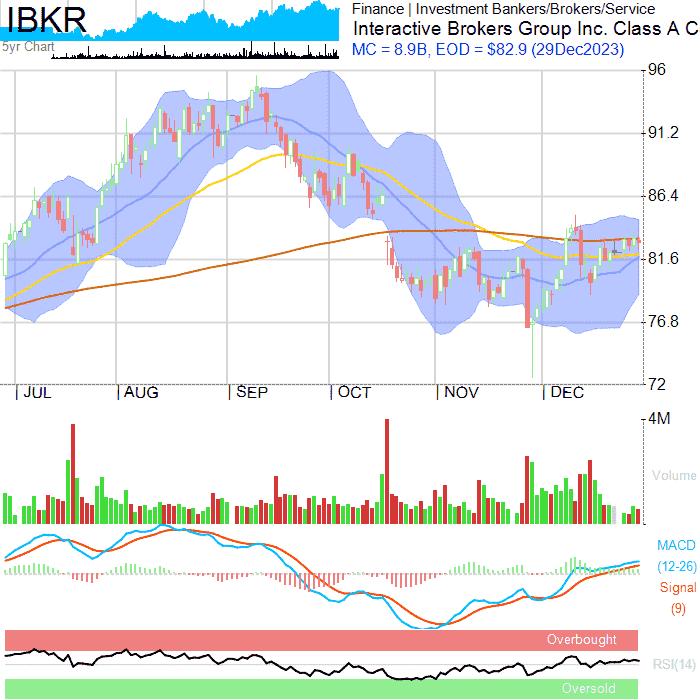 IBKR
5yr Chart
Finance | Investment Bankers/Brokers/Service
Interactive Brokers Group Inc. Class A C
MC = 8.9B, EOD = $82.9 (29Dec2023)
96
91.2
86.4
81.6
76.8
72
JUL AUG SEP OCT NOV DEC
4M
Volume
MACD
(12-26)
Signal
(9)
Overbought
RSI(14)
Oversold